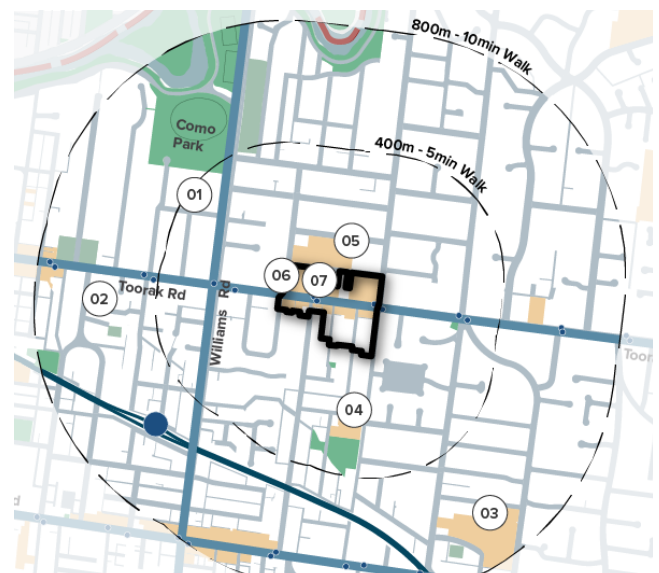 800m - 10min Walk
Como
Park
400m - 5min Walk
01
05
06
07
Toorak Rd
02
Williams Rd
Toor
04
03
d